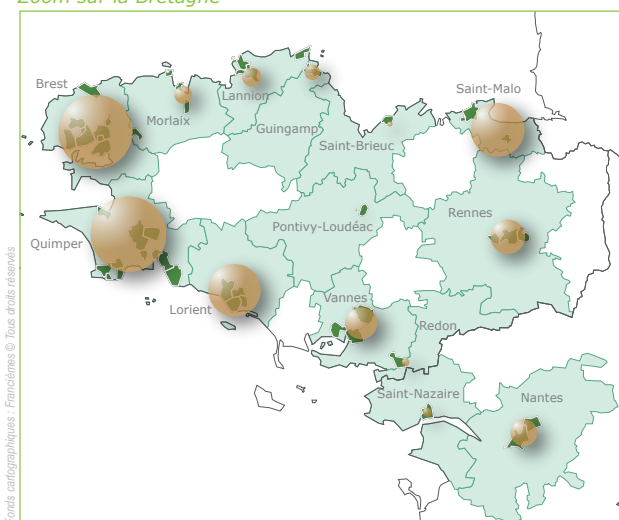 Zoom sur la Bretagne
Brest
Saint-Malo
Lannion
Morlaix
Guingamp
Saint-Brieuc
Rennes
Pontivy-Loudéac
Quimper
Vannes
Lorient
Redon
Saint-Nazaire
Nantes
Fonds cartographiques : Franciêmes © Tous droits réservés